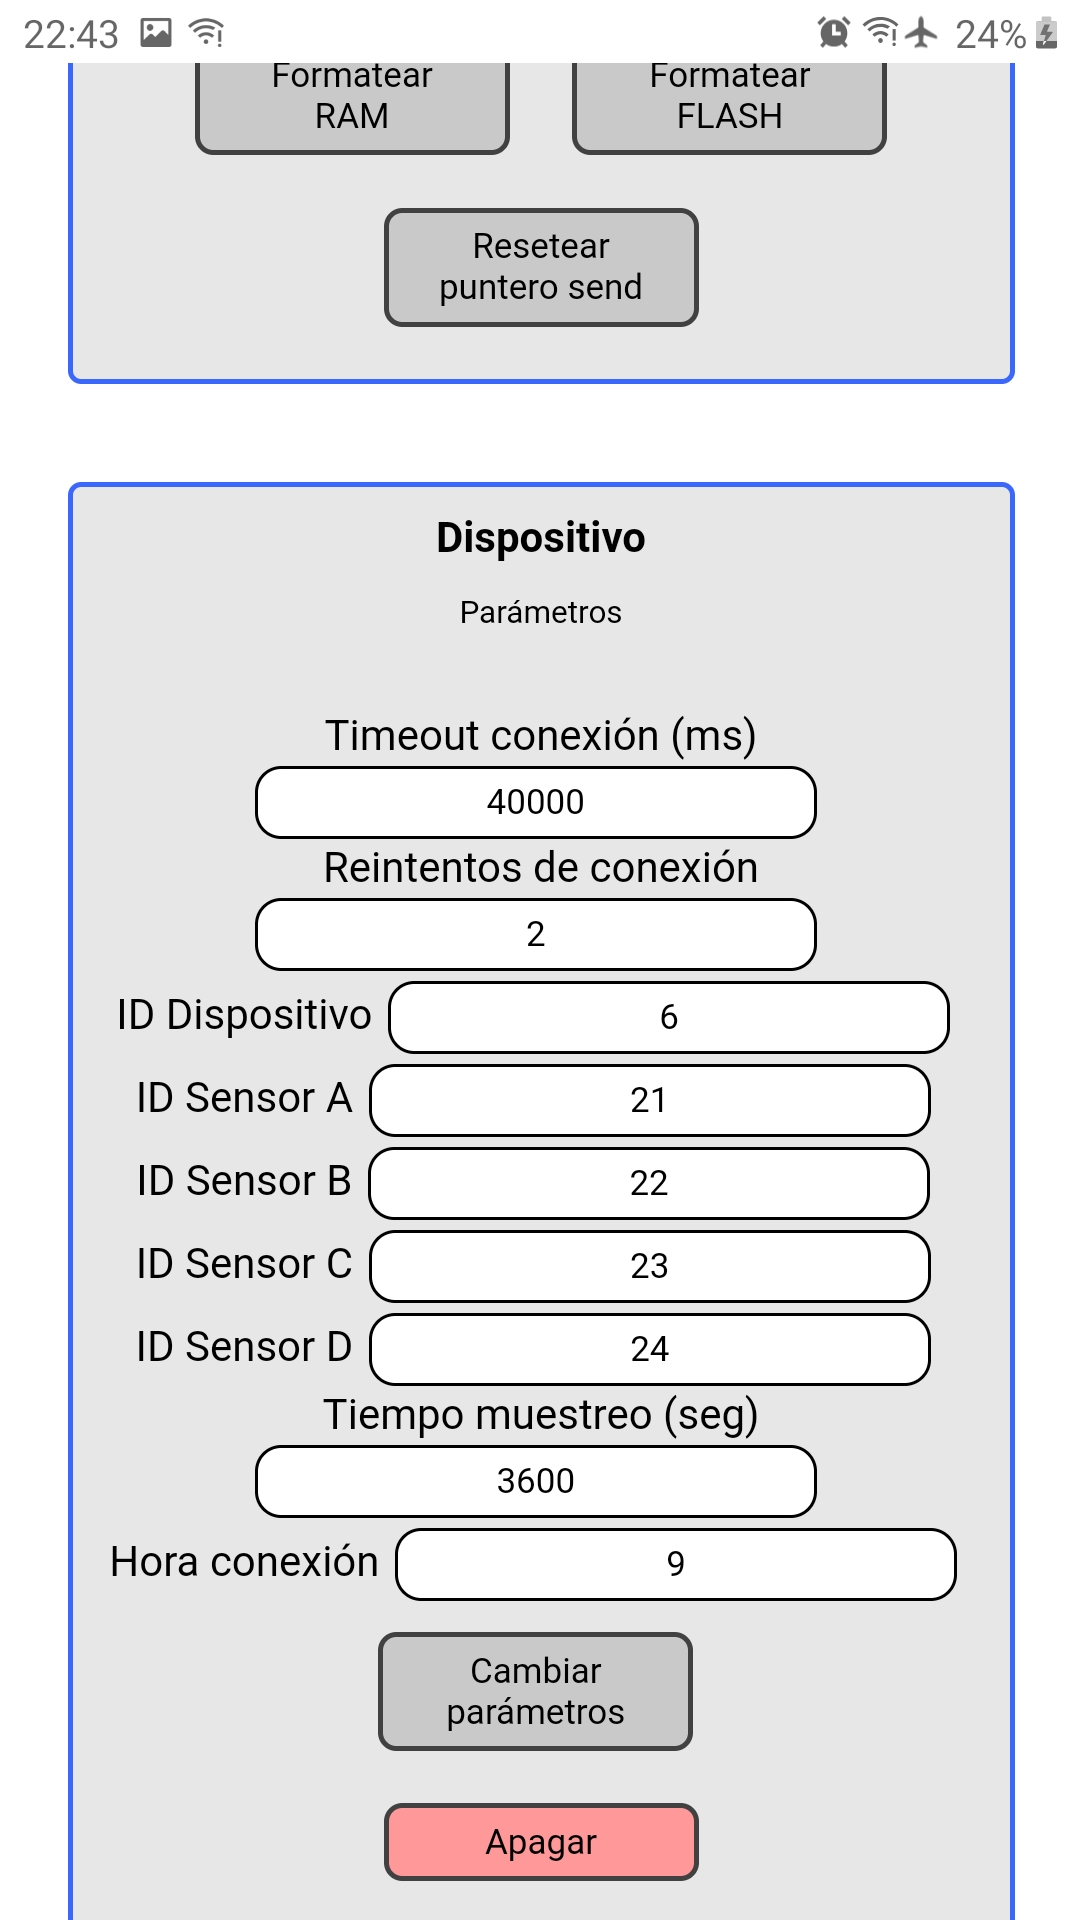 22:43 24%
Formatear
RAM
Formatear
FLASH
Resetear
puntero send
Dispositivo
Parámetros
Timeout conexión (ms)
40000
Reintentos de conexión
2
ID Dispositivo 6
ID Sensor A 21
ID Sensor B 22
ID Sensor C 23
ID Sensor D 24
Tiempo muestreo (seg)
3600
Hora conexión 9
Cambiar
parámetros
Apagar